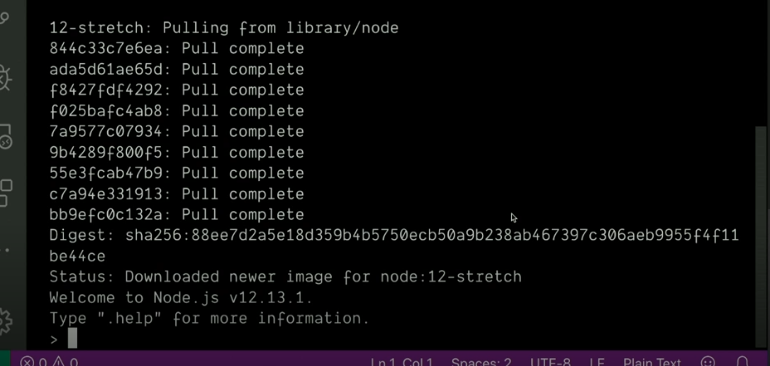 12-stretch: Pulling from library/node
844c33c7e6ea: Pull complete
ada5d61ae65d: Pull complete
f8427fdf4292: Pull complete
f025bafc4ab8: Pull complete
7a9577c07934: Pull complete
9b4289f800f5: Pull complete
55e3fcab47b9: Pull complete
c7a94e331913: Pull complete
bb9efc0c132a: Pull complete
Digest: sha256:88ee7d2a5e18d359b4b5750ecb50a9b238ab467397c306aeb9955f4f11
be44ce
Status: Downloaded newer image for node:12-stretch
Welcome to Node.js v12.13.1.
Type ".help" for more information.
>
0 0 Ln 1, Col 1 Spaces: 2 UTF-8 LF Plain Text